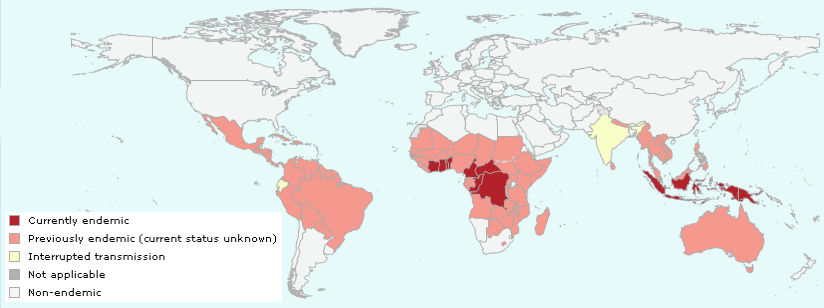 Currently endemic
Previously endemic (current status unknown)
Interrupted transmission
Not applicable
Non-endemic